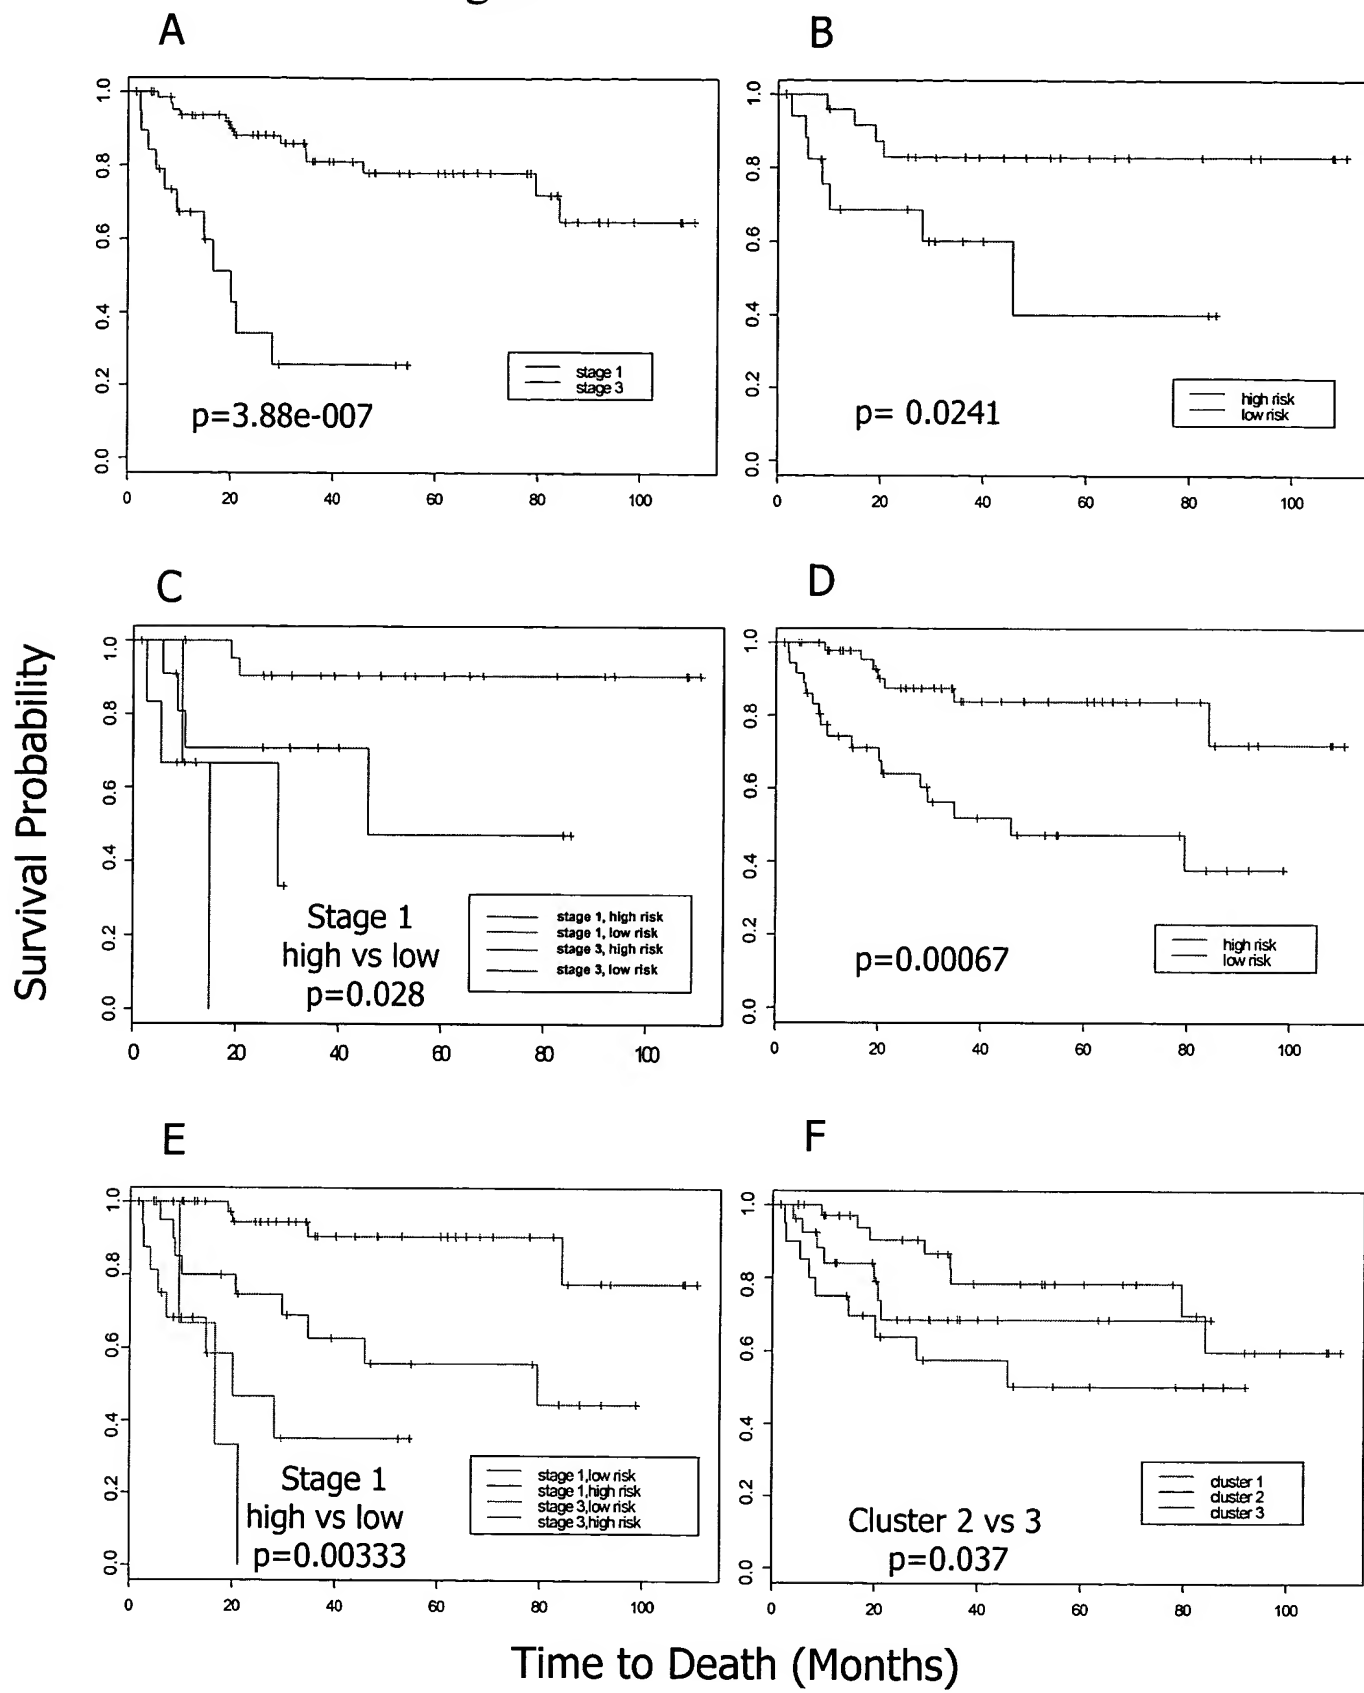 A
1.0
0.8
0.6
0.4
0.2
0.0
stage 1
stage 3
p=3.88e-007
0 20 40 60 80 100
B
1.0
0.8
0.6
0.4
0.2
0.0
high risk
low risk
p= 0.0241
0 20 40 60 80 100
Survival Probability
C
1.0
0.8
0.6
0.4
0.2
0.0
Stage 1
high vs low
p=0.028
stage 1, high risk
stage 1, low risk
stage 3, high risk
stage 3, low risk
0 20 40 60 80 100
D
1.0
0.8
0.6
0.4
0.2
0.0
p=0.00067
high risk
low risk
0 20 40 60 80 100
E
1.0
0.8
0.6
0.4
0.2
0.0
Stage 1
high vs low
p=0.00333
stage 1,low risk
stage 1,high risk
stage 3,low risk
stage 3,high risk
0 20 40 60 80 100
F
1.0
0.8
0.6
0.4
0.2
0.0
Cluster 2 vs 3
p=0.037
cluster 1
cluster 2
cluster 3
0 20 40 60 80 100
Time to Death (Months)